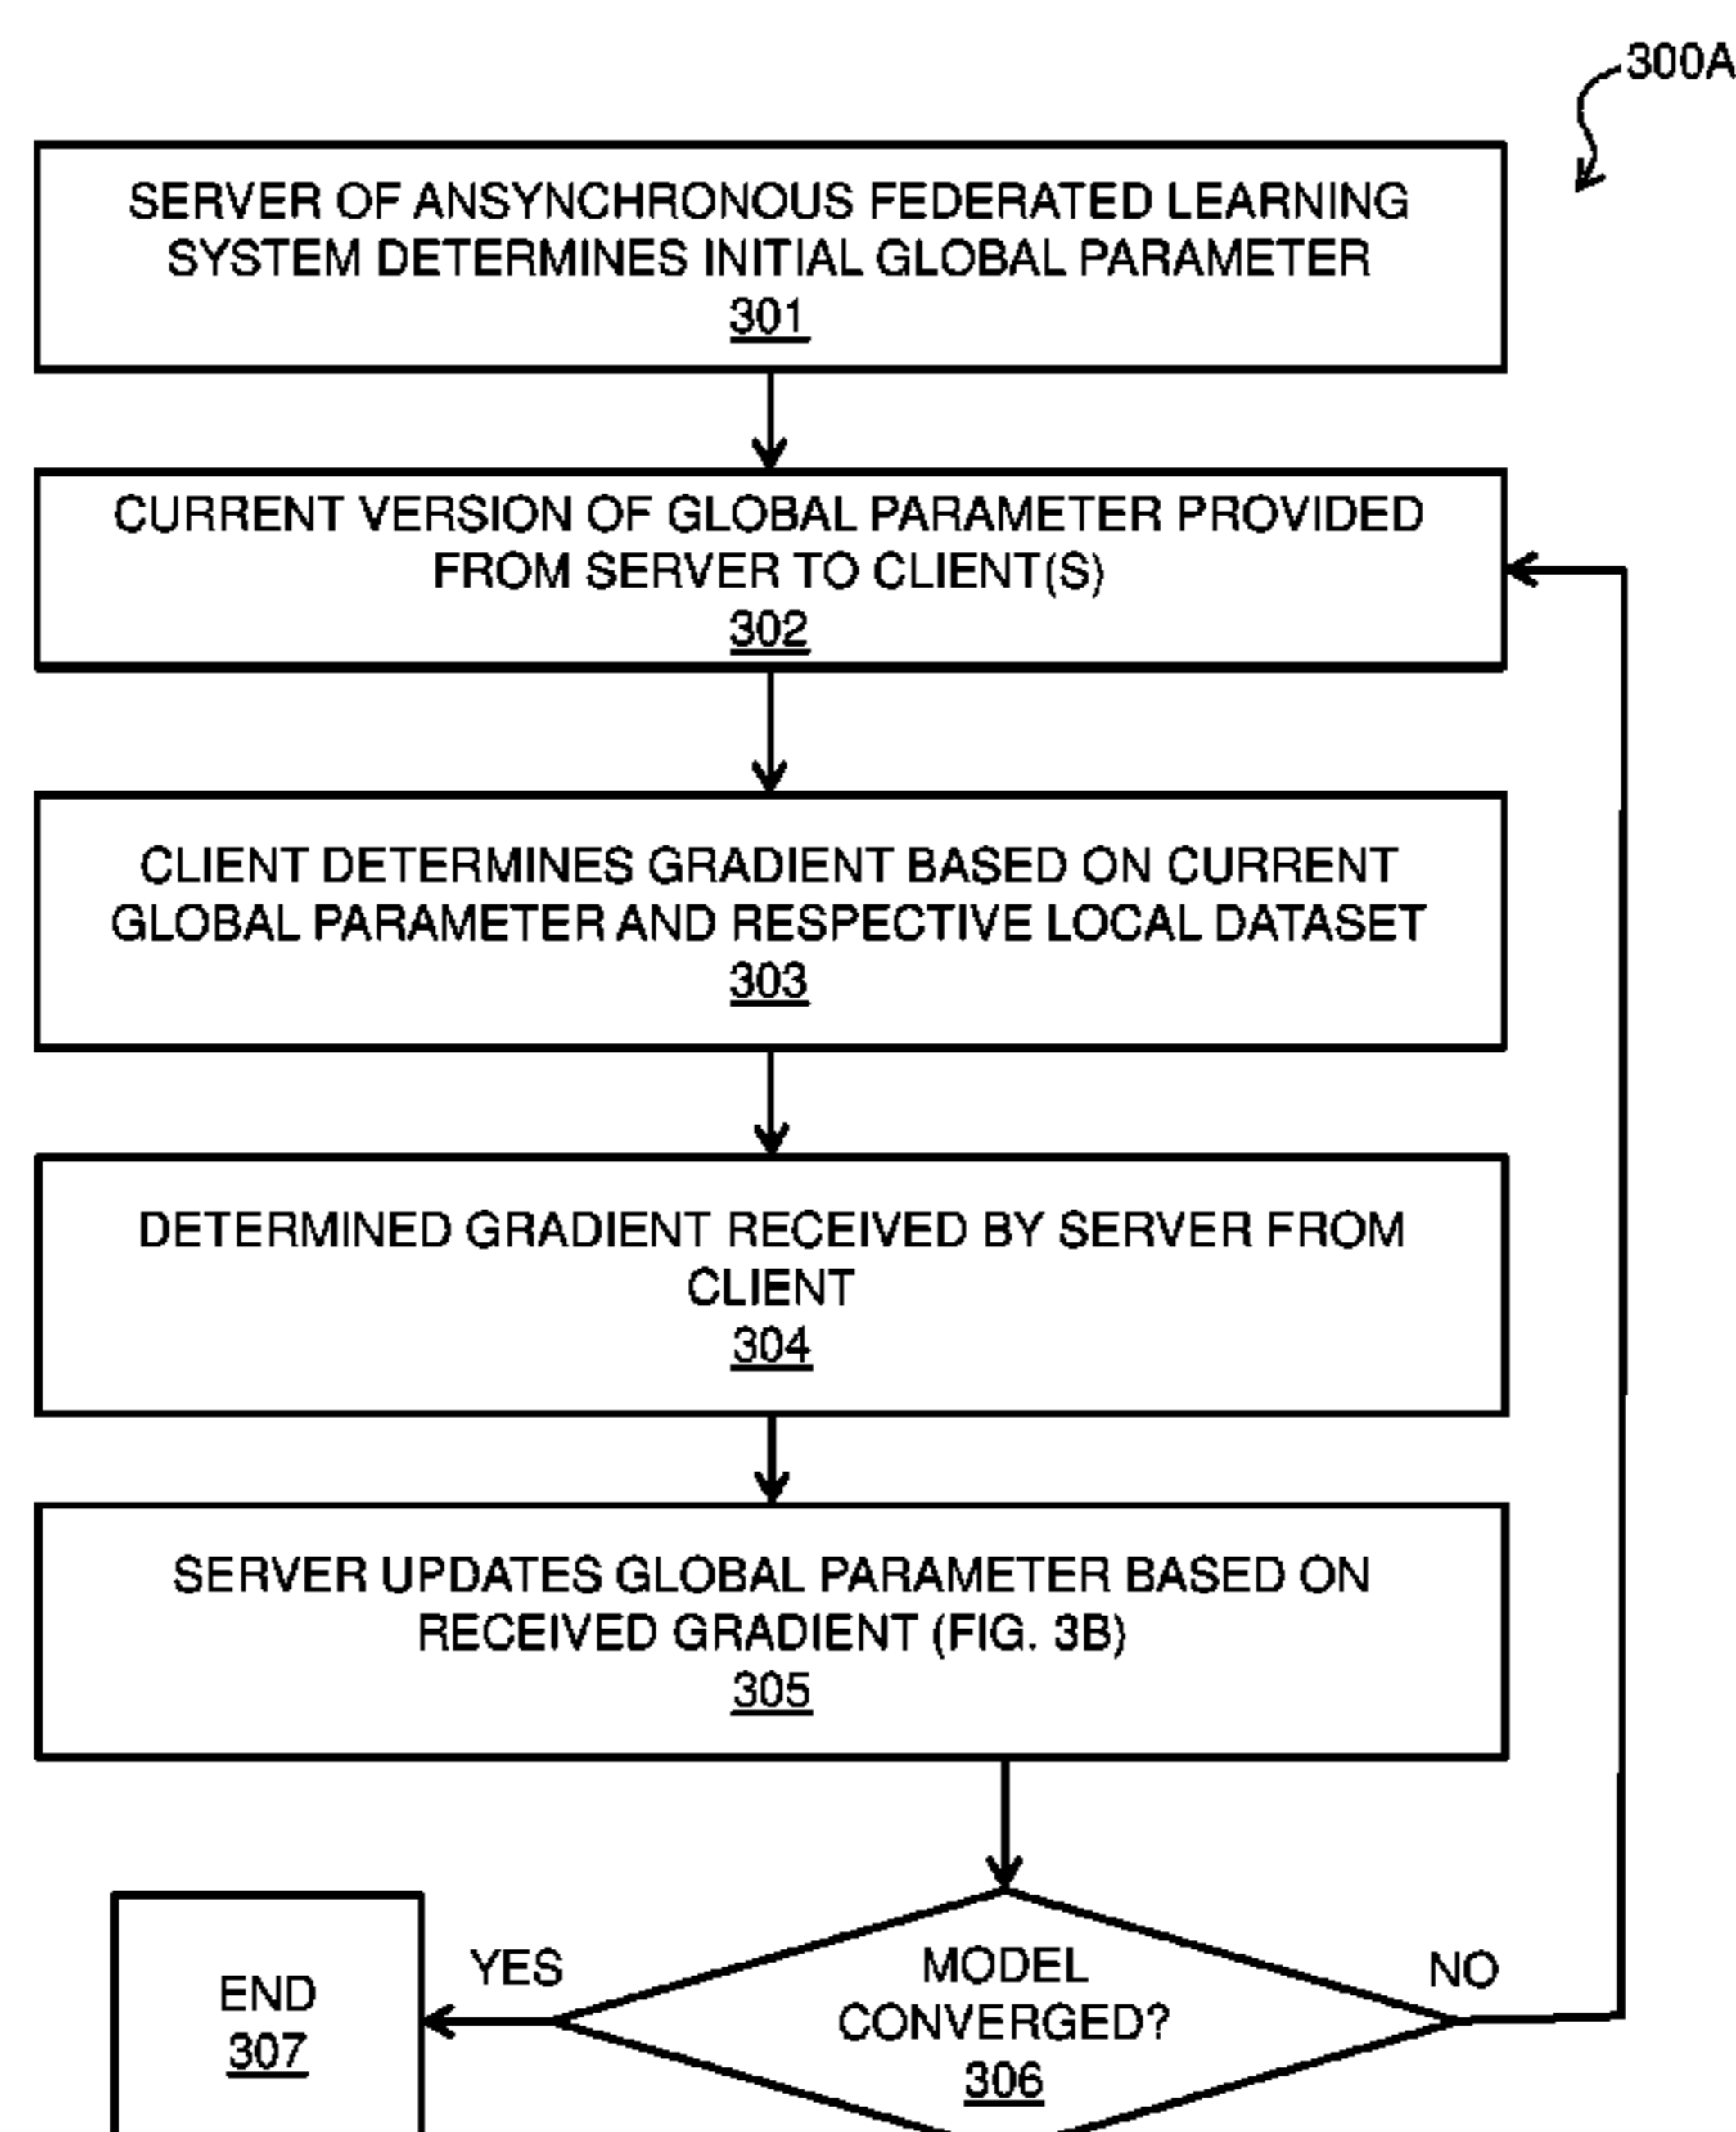 300A
SERVER OF ANSYNCHRONOUS FEDERATED LEARNING
SYSTEM DETERMINES INITIAL GLOBAL PARAMETER
301
CURRENT VERSION OF GLOBAL PARAMETER PROVIDED
FROM SERVER TO CLIENT(S)
302
CLIENT DETERMINES GRADIENT BASED ON CURRENT
GLOBAL PARAMETER AND RESPECTIVE LOCAL DATASET
303
DETERMINED GRADIENT RECEIVED BY SERVER FROM
CLIENT
304
SERVER UPDATES GLOBAL PARAMETER BASED ON
RECEIVED GRADIENT (FIG. 3B)
305
MODEL
CONVERGED?
306
YES
NO
END
307